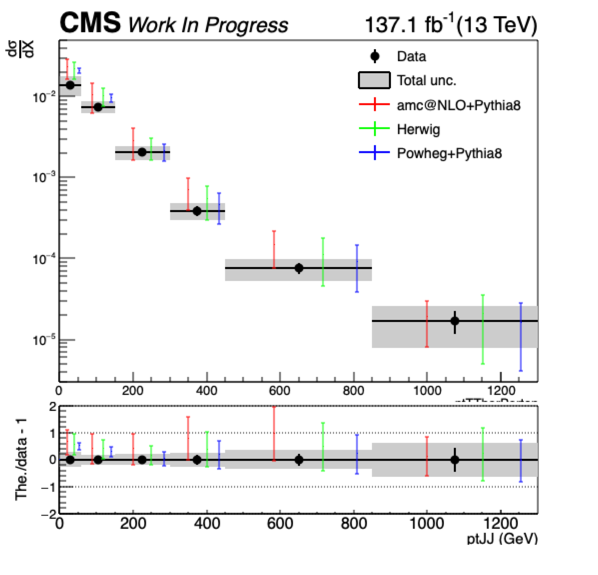 CMS Work In Progress 137.1 fb⁻¹(13 TeV)
dσ
dX
Data
Total unc.
amc@NLO+Pythia8
Herwig
Powheg+Pythia8
10⁻²
10⁻³
10⁻⁴
10⁻⁵
0 200 400 600 800 1000 1200
The./data - 1
2
1
0
−1
−2
0 200 400 600 800 1000 1200
ptJJ (GeV)